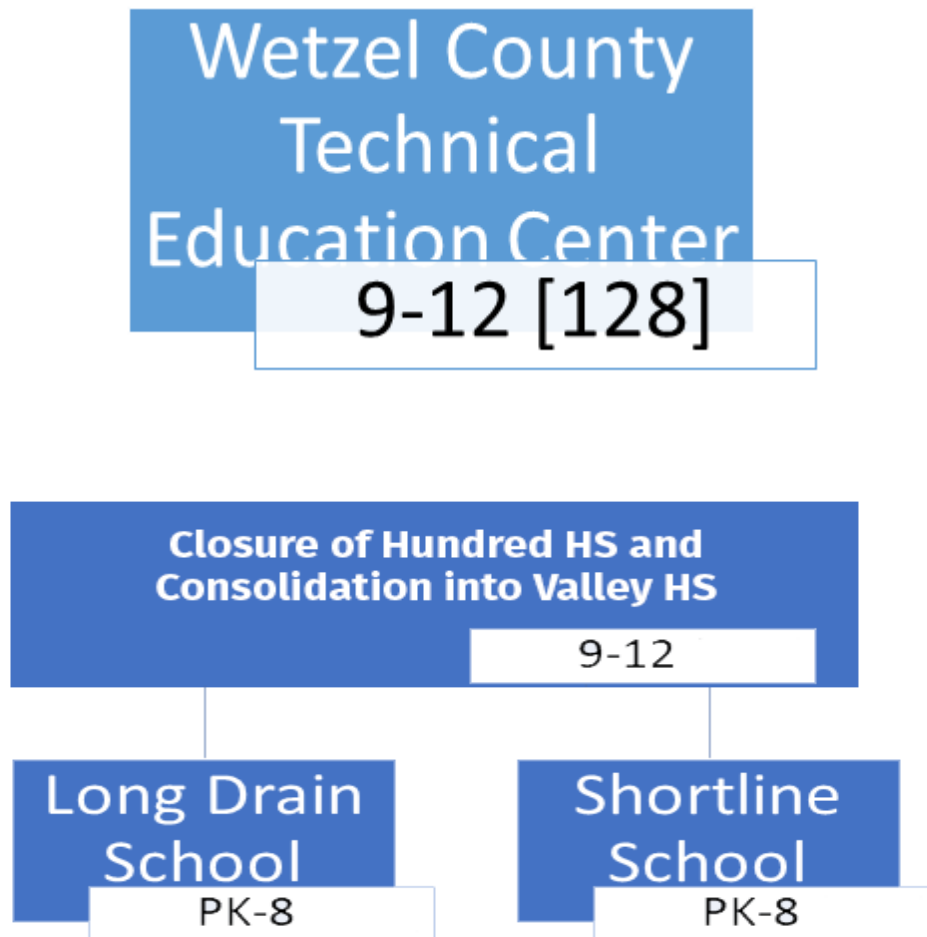 Wetzel County
Technical
Education Center
9-12 [128]
Closure of Hundred HS and
Consolidation into Valley HS
9-12
Long Drain
School
PK-8
Shortline
School
PK-8